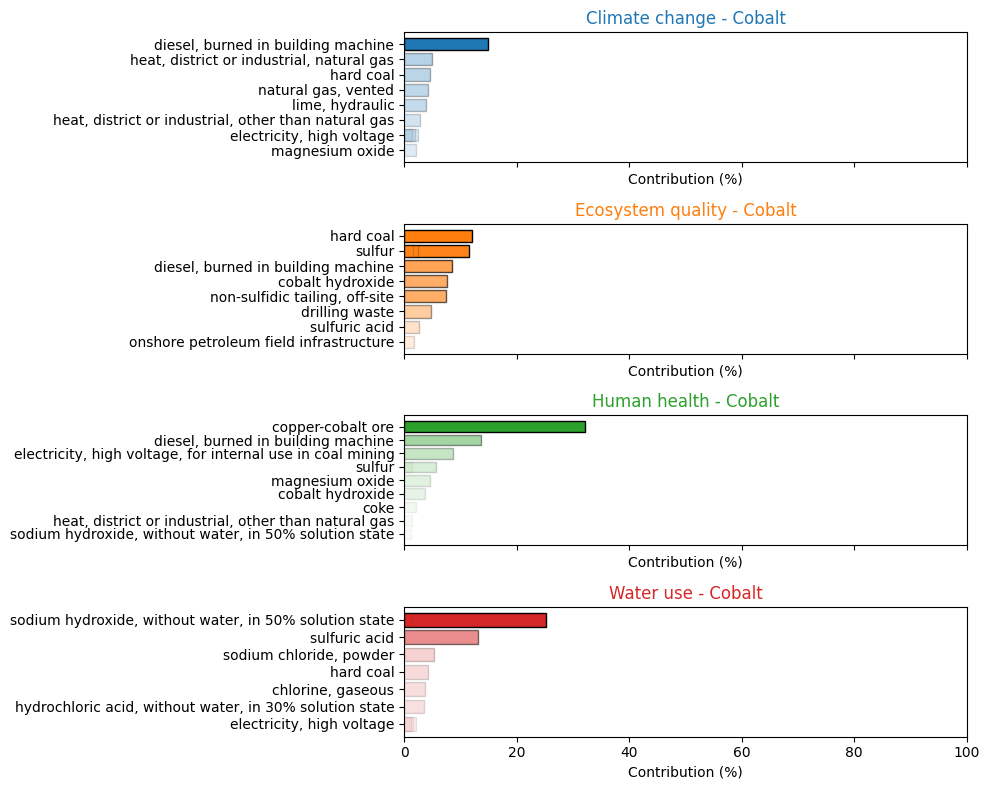 Climate change - Cobalt
diesel, burned in building machine
heat, district or industrial, natural gas
hard coal
natural gas, vented
lime, hydraulic
heat, district or industrial, other than natural gas
electricity, high voltage
magnesium oxide
Contribution (%)
Ecosystem quality - Cobalt
hard coal
sulfur
diesel, burned in building machine
cobalt hydroxide
non-sulfidic tailing, off-site
drilling waste
sulfuric acid
onshore petroleum field infrastructure
Contribution (%)
Human health - Cobalt
copper-cobalt ore
diesel, burned in building machine
electricity, high voltage, for internal use in coal mining
sulfur
magnesium oxide
cobalt hydroxide
coke
heat, district or industrial, other than natural gas
sodium hydroxide, without water, in 50% solution state
Contribution (%)
Water use - Cobalt
sodium hydroxide, without water, in 50% solution state
sulfuric acid
sodium chloride, powder
hard coal
chlorine, gaseous
hydrochloric acid, without water, in 30% solution state
electricity, high voltage
0 20 40 60 80 100
Contribution (%)